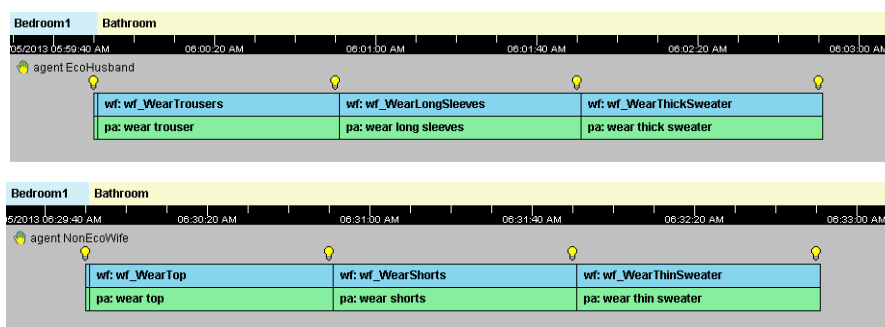 Bedroom1 Bathroom
05/2013 05:59:40 AM 06:00:20 AM 06:01:00 AM 06:01:40 AM 06:02:20 AM 06:03:00 AM
agent EcoHusband
wf: wf_WearTrousers wf: wf_WearLongSleeves wf: wf_WearThickSweater
pa: wear trouser pa: wear long sleeves pa: wear thick sweater
Bedroom1 Bathroom
5/2013 06:29:40 AM 06:30:20 AM 06:31:00 AM 06:31:40 AM 06:32:20 AM 06:33:00 AM
agent NonEcoWife
wf: wf_WearTop wf: wf_WearShorts wf: wf_WearThinSweater
pa: wear top pa: wear shorts pa: wear thin sweater